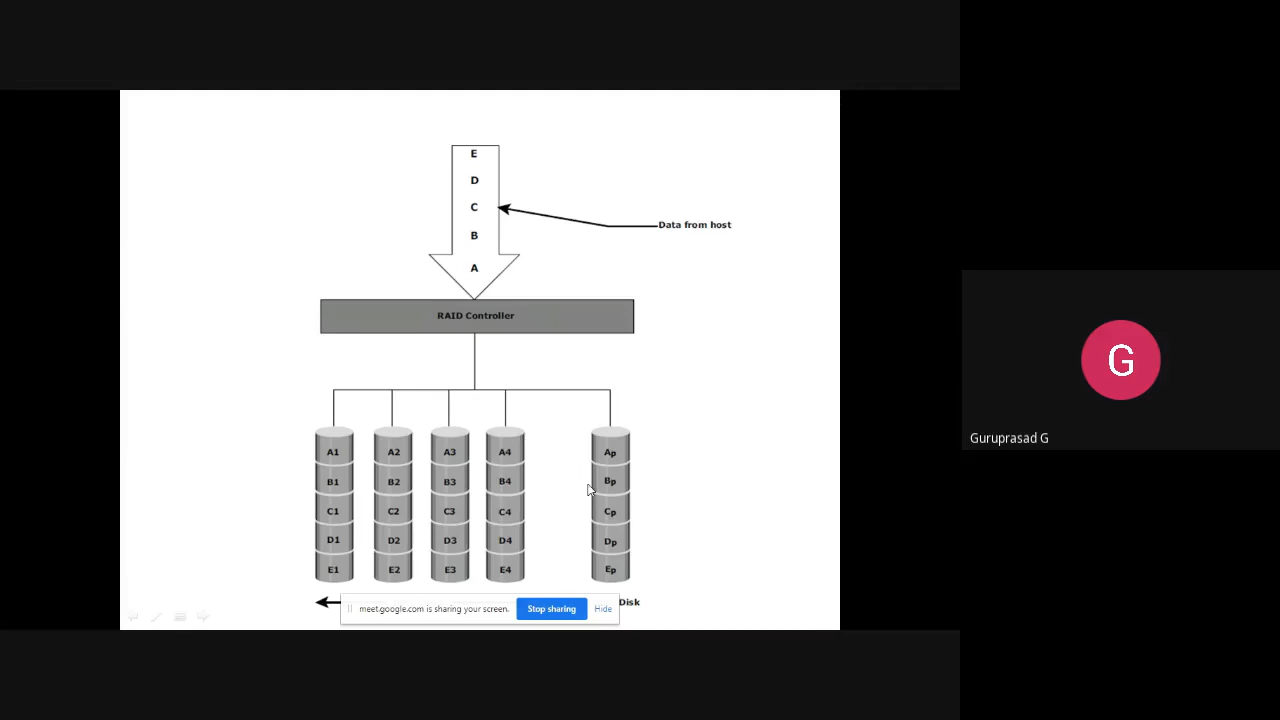 E
D
C
Data from host
B
A
RAID Controller
A1 A2 A3 A4 Ap
B1 B2 B3 B4 Bp
C1 C2 C3 C4 Cp
D1 D2 D3 D4 Dp
E1 E2 E3 E4 Ep
Disk
meet.google.com is sharing your screen.
Stop sharing
Hide
G
Guruprasad G